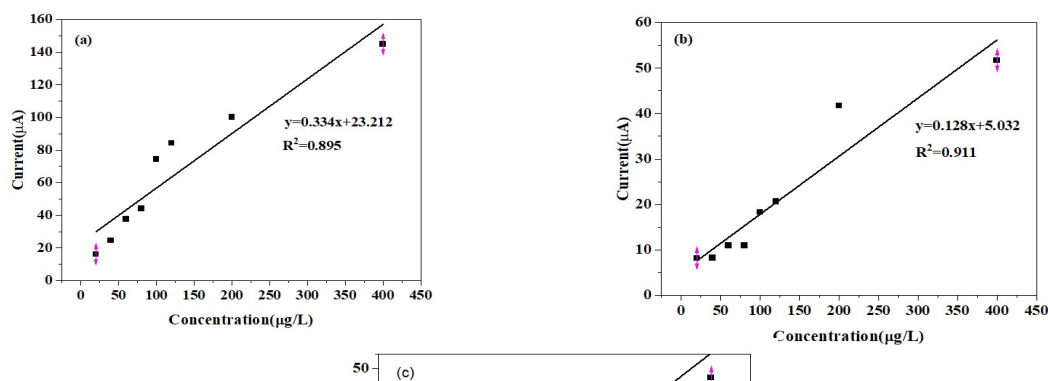 (a)
160
140
120
100
80
60
40
20
0
Current(μA)
y=0.334x+23.212
R²=0.895
0 50 100 150 200 250 300 350 400 450
Concentration(μg/L)
(b)
60
50
40
30
20
10
0
Current(μA)
y=0.128x+5.032
R²=0.911
0 50 100 150 200 250 300 350 400 450
Concentration(μg/L)
(c)
50